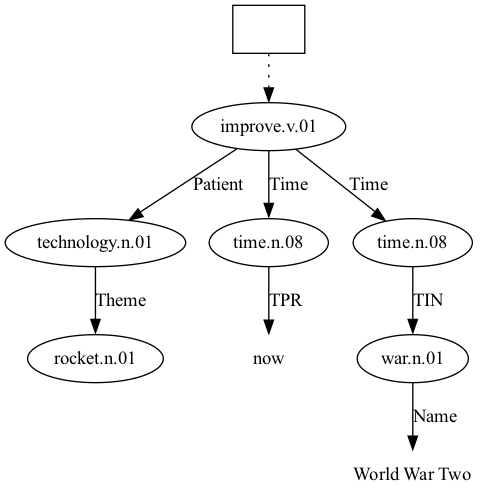 improve.v.01
Patient
Time
Time
technology.n.01
time.n.08
time.n.08
Theme
TPR
TIN
rocket.n.01
now
war.n.01
Name
World War Two